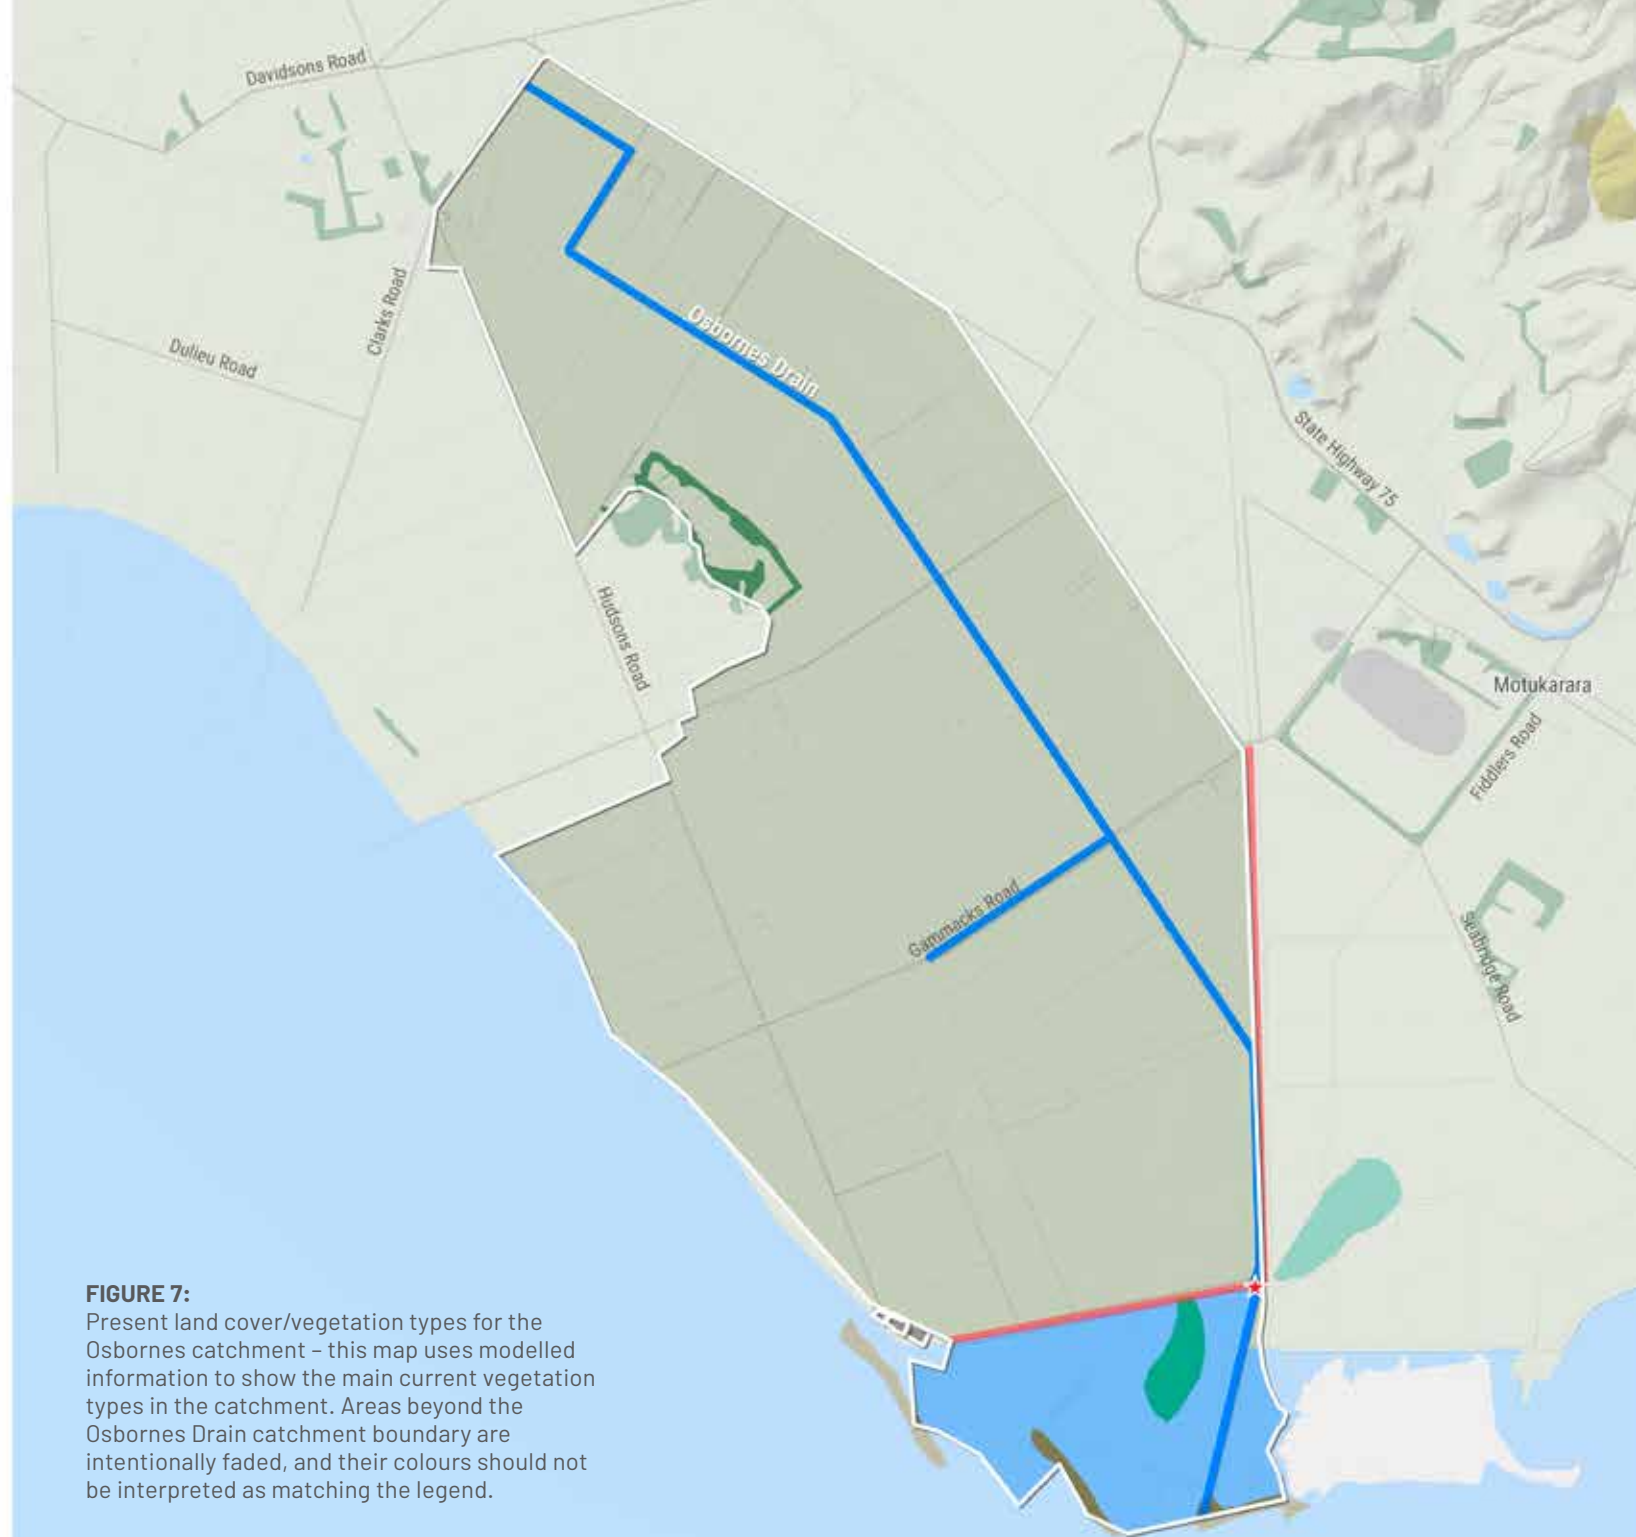 Davidsons Road
Clarks Road
Dulieu Road
Osbornes Drain
State Highway 75
Hudsons Road
Motukarara
Fiddlers Road
Gammacks Road
Seabridge Road
FIGURE 7:
Present land cover/vegetation types for the
Osbornes catchment – this map uses modelled
information to show the main current vegetation
types in the catchment. Areas beyond the
Osbornes Drain catchment boundary are
intentionally faded, and their colours should not
be interpreted as matching the legend.